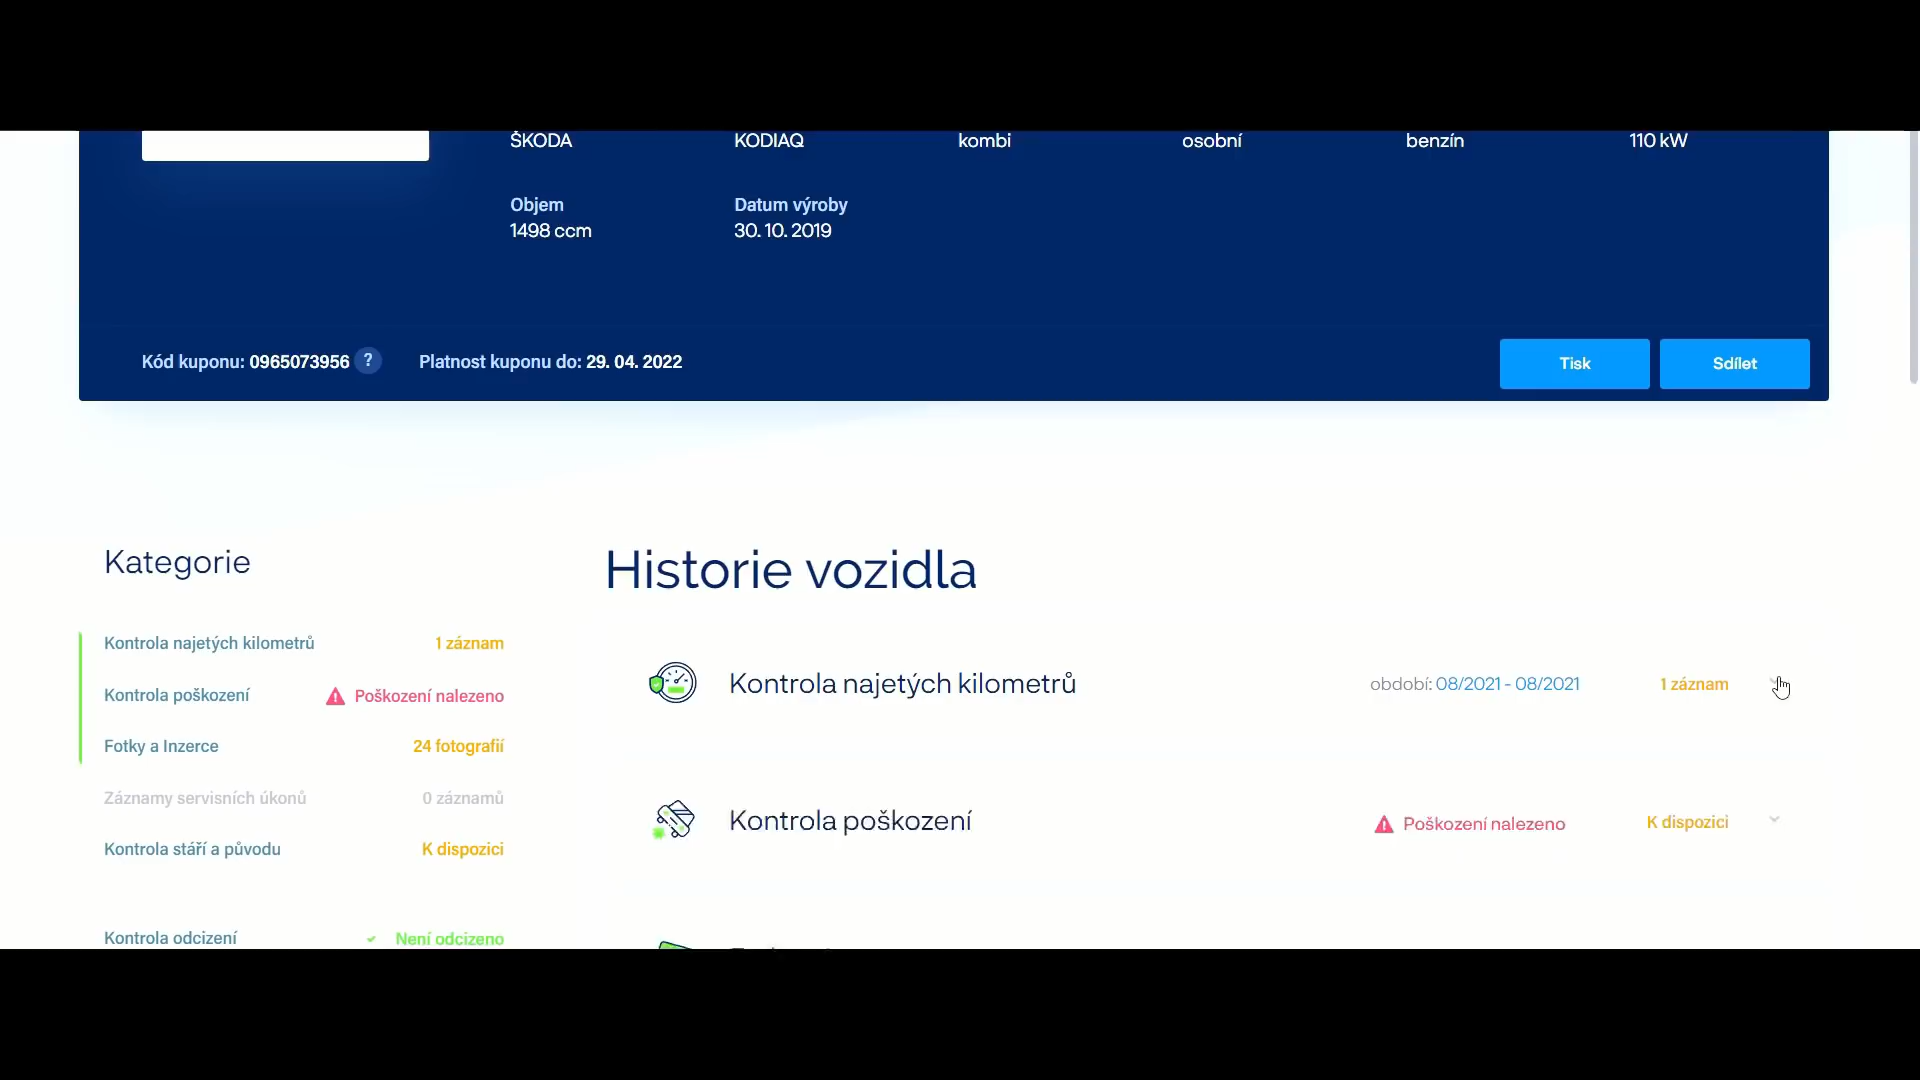 ŠKODA KODIAQ kombi osobní benzín 110 kW
Objem Datum výroby
1498 ccm 30. 10. 2019
Kód kuponu: 0965073956 ? Platnost kuponu do: 29. 04. 2022 Tisk Sdílet
Kategorie
Kontrola najetých kilometrů 1 záznam
Kontrola poškození Poškození nalezeno
Fotky a Inzerce 24 fotografií
Záznamy servisních úkonů 0 záznamů
Kontrola stáří a původu K dispozici
Kontrola odcizení Není odcizeno
Historie vozidla
Kontrola najetých kilometrů období: 08/2021 - 08/2021 1 záznam
Kontrola poškození Poškození nalezeno K dispozici